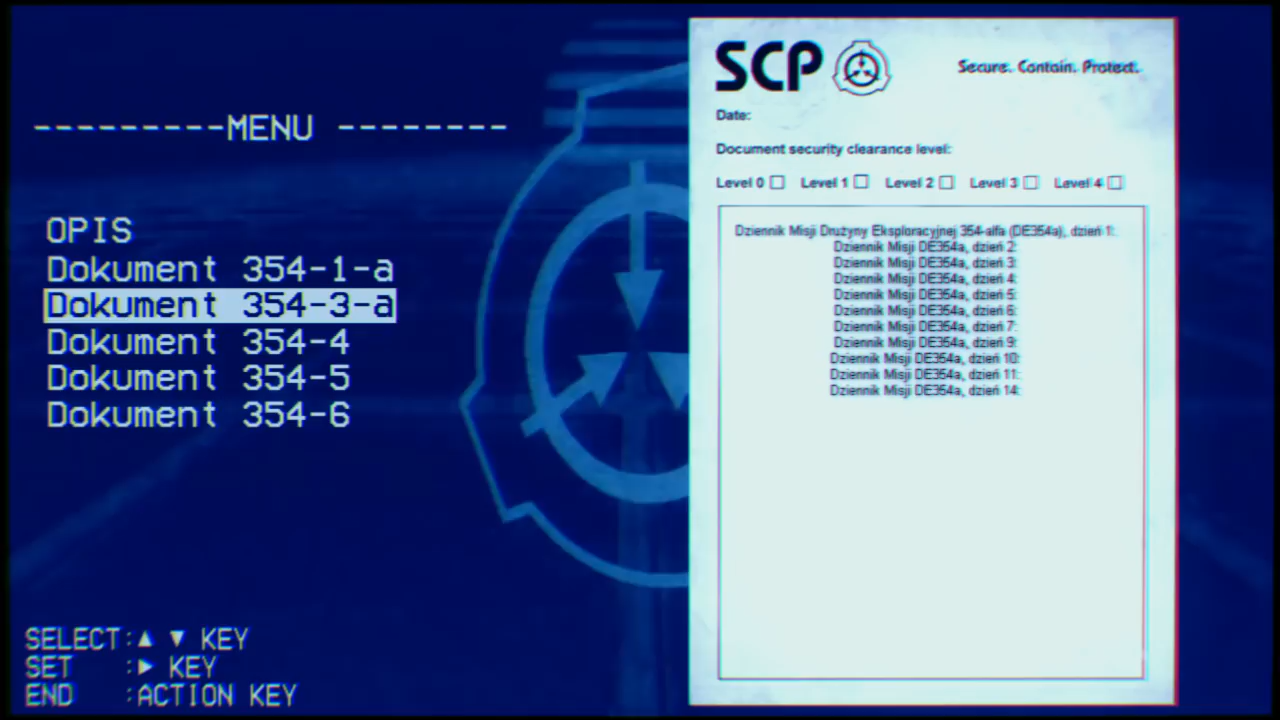 ---------MENU --------
OPIS
Dokument 354-1-a
Dokument 354-3-a
Dokument 354-4
Dokument 354-5
Dokument 354-6
SELECT:▲ ▼ KEY
SET :► KEY
END :ACTION KEY
SCP
Secure. Contain. Protect.
Date:
Document security clearance level:
Level 0 □ Level 1 □ Level 2 □ Level 3 □ Level 4 □
Dziennik Misji Drużyny Eksploracyjnej 354-alfa (DE354a), dzień 1:
Dziennik Misji DE354a, dzień 2:
Dziennik Misji DE354a, dzień 3:
Dziennik Misji DE354a, dzień 4:
Dziennik Misji DE354a, dzień 5:
Dziennik Misji DE354a, dzień 6:
Dziennik Misji DE354a, dzień 7:
Dziennik Misji DE354a, dzień 9:
Dziennik Misji DE354a, dzień 10:
Dziennik Misji DE354a, dzień 11:
Dziennik Misji DE354a, dzień 14: